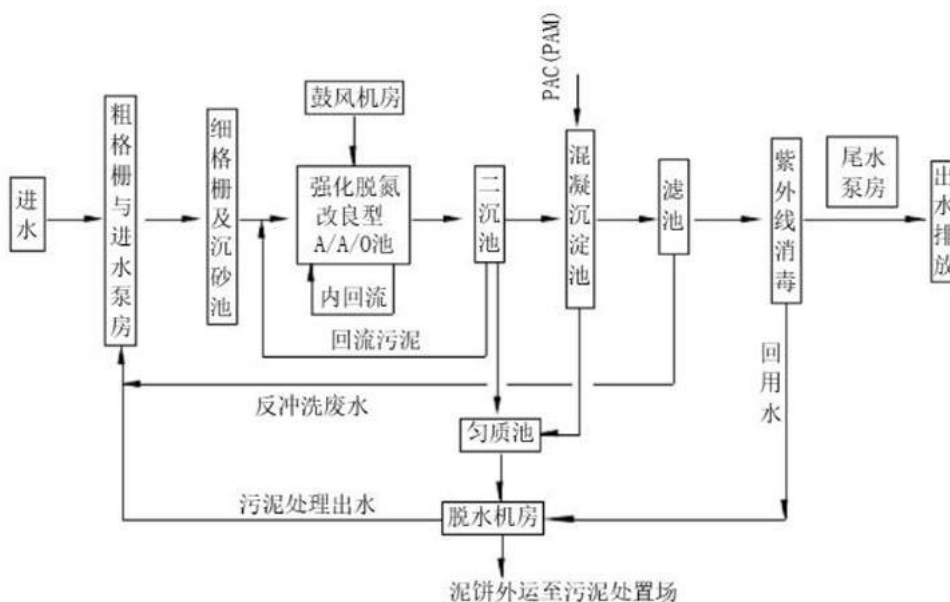 PAC(PAM)
鼓风机房
粗格栅与进水泵房
细格栅及沉砂池
混凝沉淀池
紫外线消毒
尾水
泵房
进水
强化脱氮
改良型
A/A/O池
二沉池
滤池
出水排放
内回流
回流污泥
回用水
反冲洗废水
匀质池
污泥处理出水
脱水机房
泥饼外运至污泥处置场